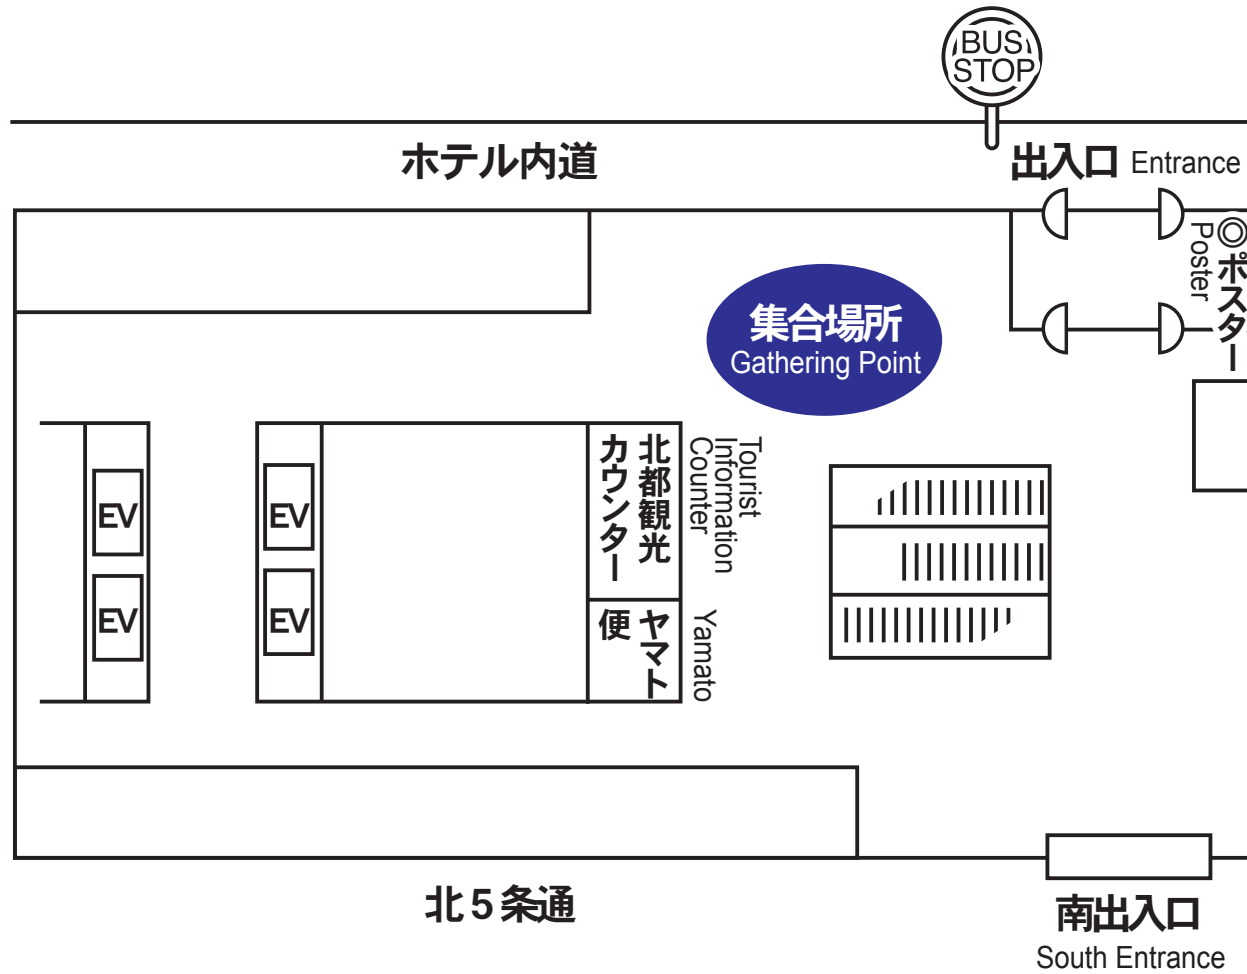 BUS
STOP
ホテル内道
出入口 Entrance
◎ポスター
Poster
集合場所
Gathering Point
北都観光
カウンター
Tourist
Information
Counter
EV
EV
EV
EV
ヤマト
便
Yamato
北5条通
南出入口
South Entrance